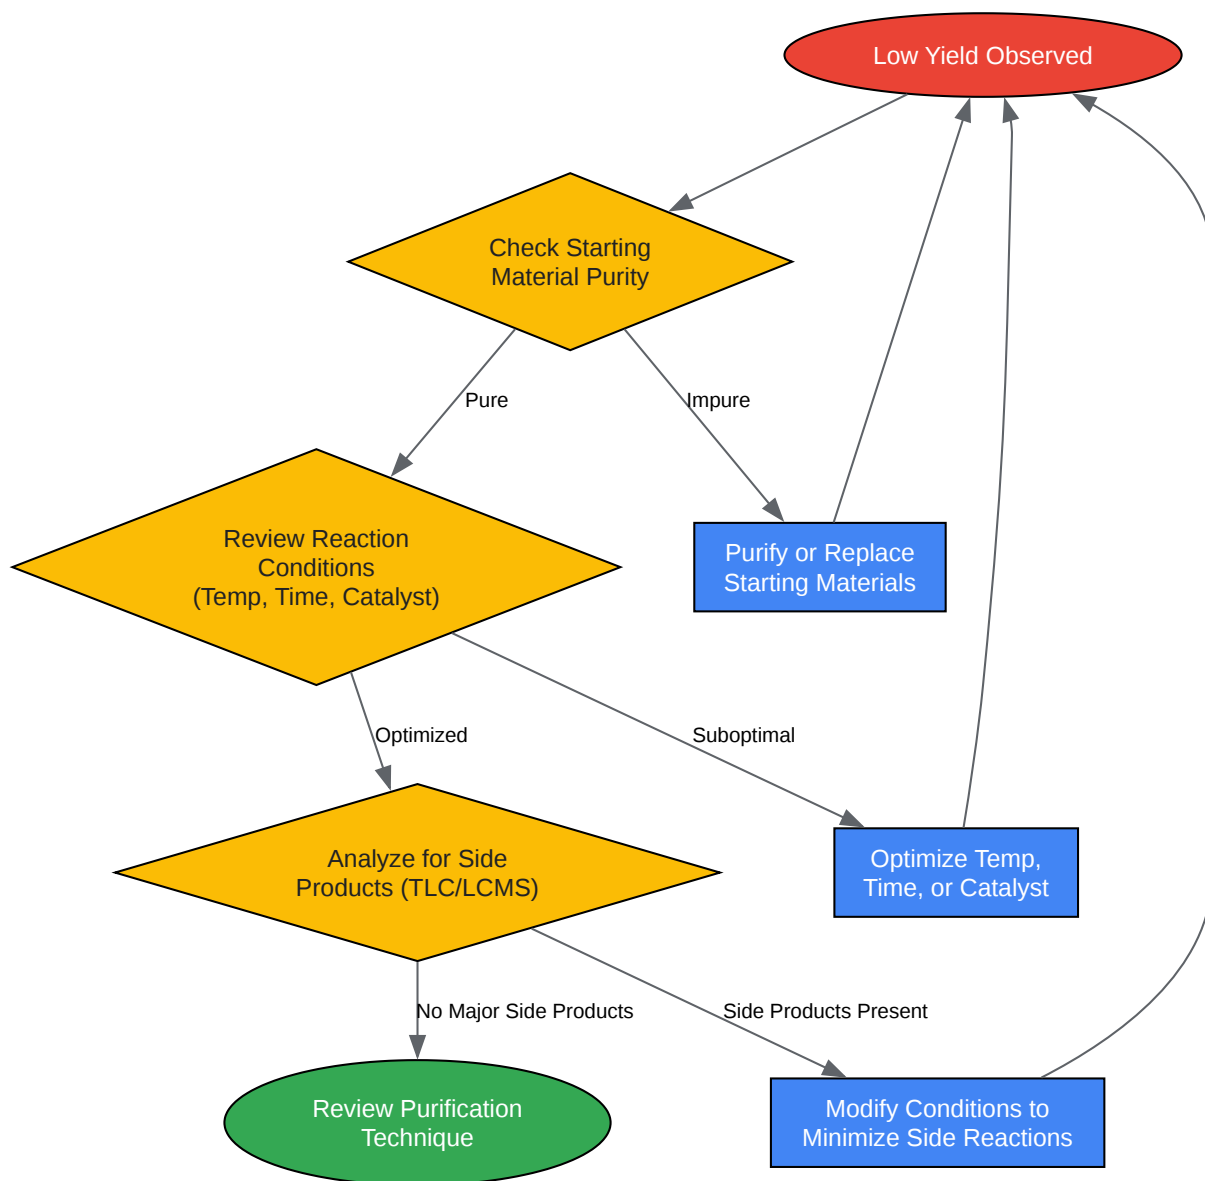 Low Yield Observed
Check Starting
Material Purity
Pure
Impure
Review Reaction
Conditions
(Temp, Time, Catalyst)
Purify or Replace
Starting Materials
Optimized
Suboptimal
Analyze for Side
Products (TLC/LCMS)
Optimize Temp,
Time, or Catalyst
No Major Side Products
Side Products Present
Review Purification
Technique
Modify Conditions to
Minimize Side Reactions